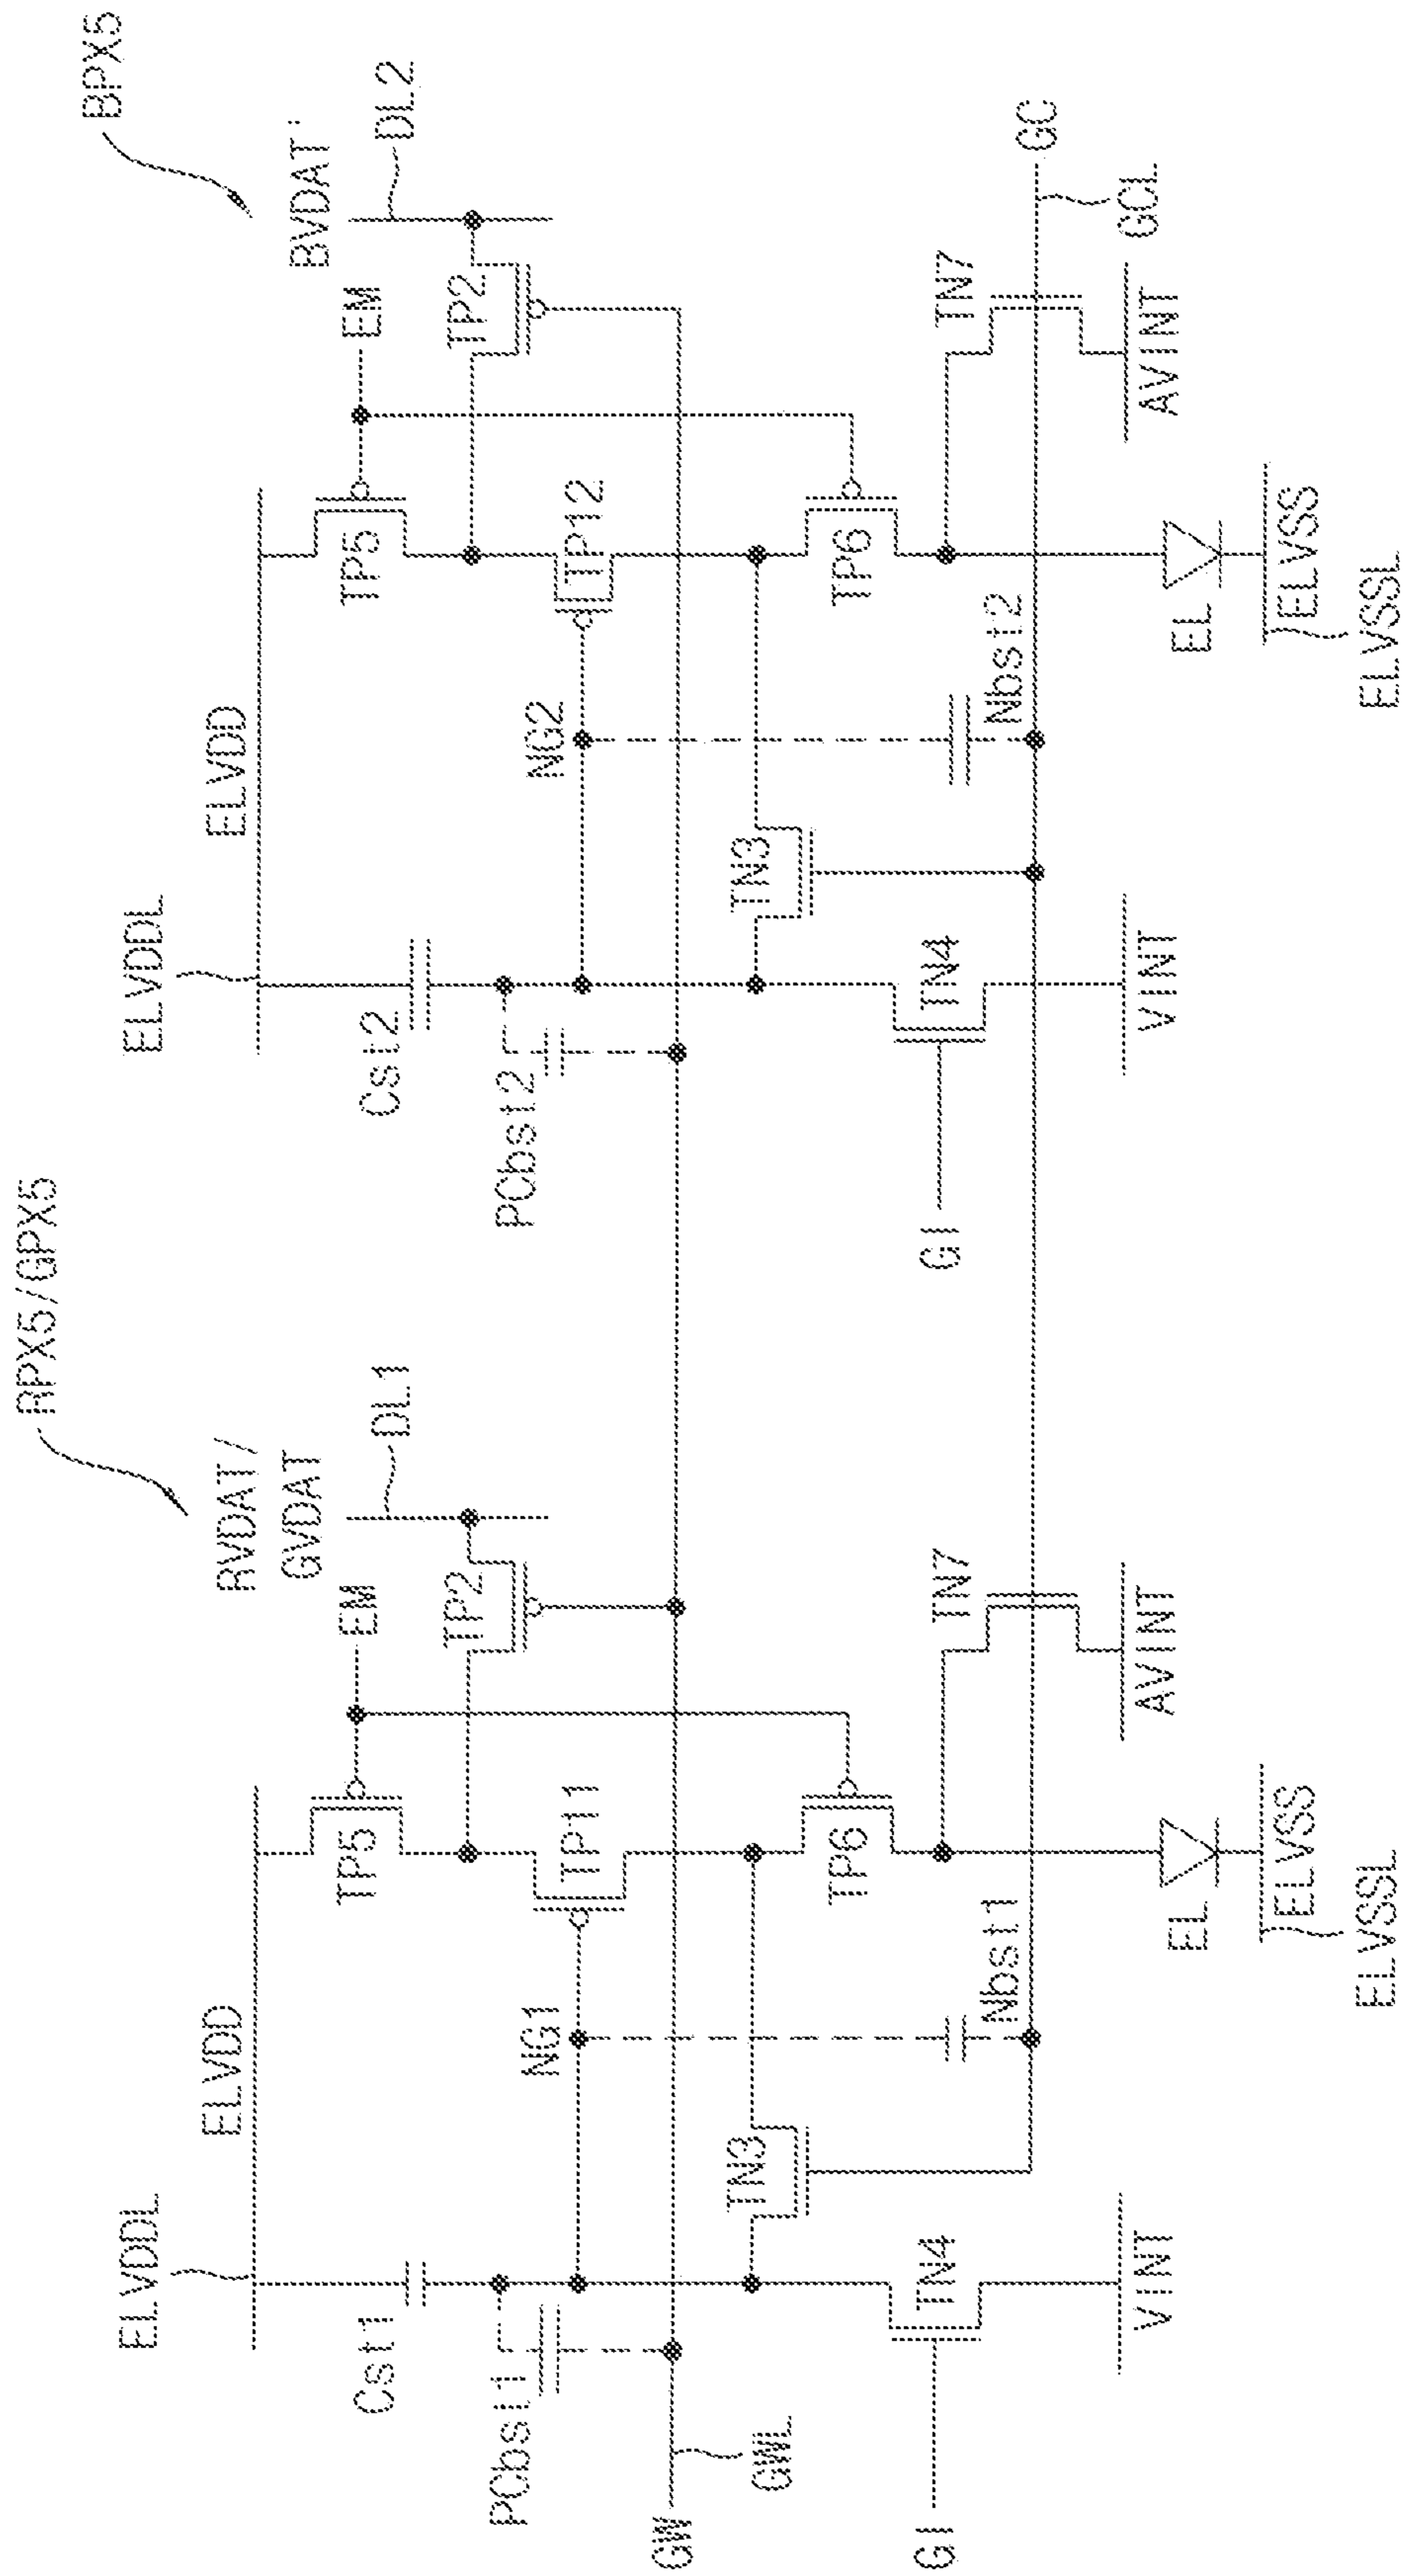 RPX5/GPX5
BPX5
ELVDDL
ELVDD
RVDAT/
GVDAT
EM
DL1
Cst1
TP5
TP2
PCbst1
NG1
TP11
GW
GWL
TN3
TP6
TN4
TN7
GI
Nbst1
VINT
EL
AVINT
ELVSS
ELVSSL
ELVDDL
ELVDD
BVDAT'
EM
DL2
Cst2
TP5
TP2
PCbst2
NG2
TP12
TN3
TP6
TN4
TN7
GI
Nbst2
GC
GCL
VINT
EL
AVINT
ELVSS
ELVSSL